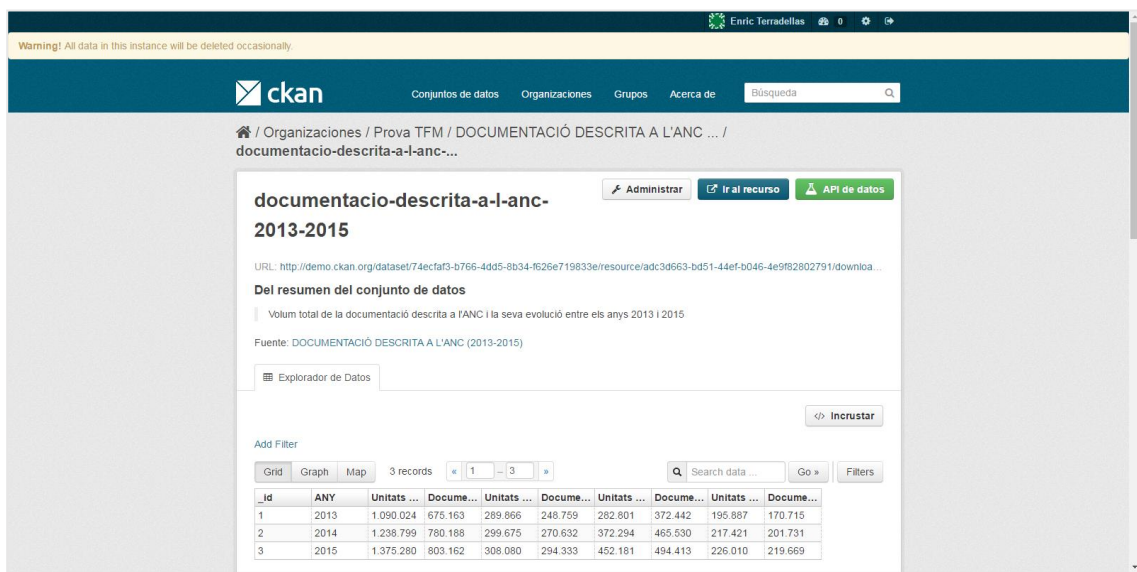 Enric Terradellas 0
Warning! All data in this instance will be deleted occasionally.
ckan Conjuntos de datos Organizaciones Grupos Acerca de Búsqueda
/ Organizaciones / Prova TFM / DOCUMENTACIÓ DESCRITA A L'ANC ... /
documentacio-descrita-a-l-anc-...
Administrar Ir al recurso API de datos
documentacio-descrita-a-l-anc-
2013-2015
URL: http://demo.ckan.org/dataset/74ecfaf3-b766-4dd5-8b34-f626e719833e/resource/adc3d663-bd51-44ef-b046-4e9f82802791/downloa...
Del resumen del conjunto de datos
Volum total de la documentació descrita a l'ANC i la seva evolució entre els anys 2013 i 2015
Fuente: DOCUMENTACIÓ DESCRITA A L'ANC (2013-2015)
Explorador de Datos
</> Incrustar
Add Filter
Grid Graph Map 3 records « 1 – 3 » Search data ... Go » Filters
_id ANY Unitats ... Docume... Unitats ... Docume... Unitats ... Docume... Unitats ... Docume...
1 2013 1.090.024 675.163 289.866 248.759 282.801 372.442 195.887 170.715
2 2014 1.238.799 780.188 299.675 270.632 372.294 465.530 217.421 201.731
3 2015 1.375.280 803.162 308.080 294.333 452.181 494.413 226.010 219.669